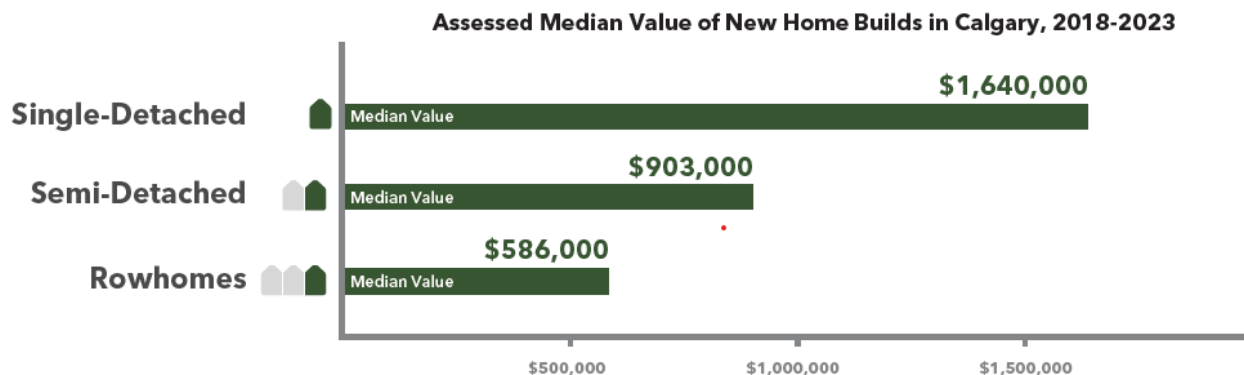 Assessed Median Value of New Home Builds in Calgary, 2018-2023
$1,640,000
Single-Detached
Median Value
$903,000
Semi-Detached
Median Value
$586,000
Rowhomes
Median Value
$500,000 $1,000,000 $1,500,000